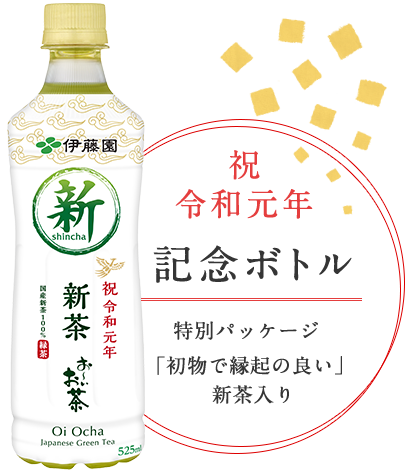 伊藤園
新
shincha
祝令和元年
新茶
国産新茶100%
緑茶
お～いお茶
Oi Ocha
Japanese Green Tea
525ml
祝
令和元年
記念ボトル
特別パッケージ
「初物で縁起の良い」
新茶入り